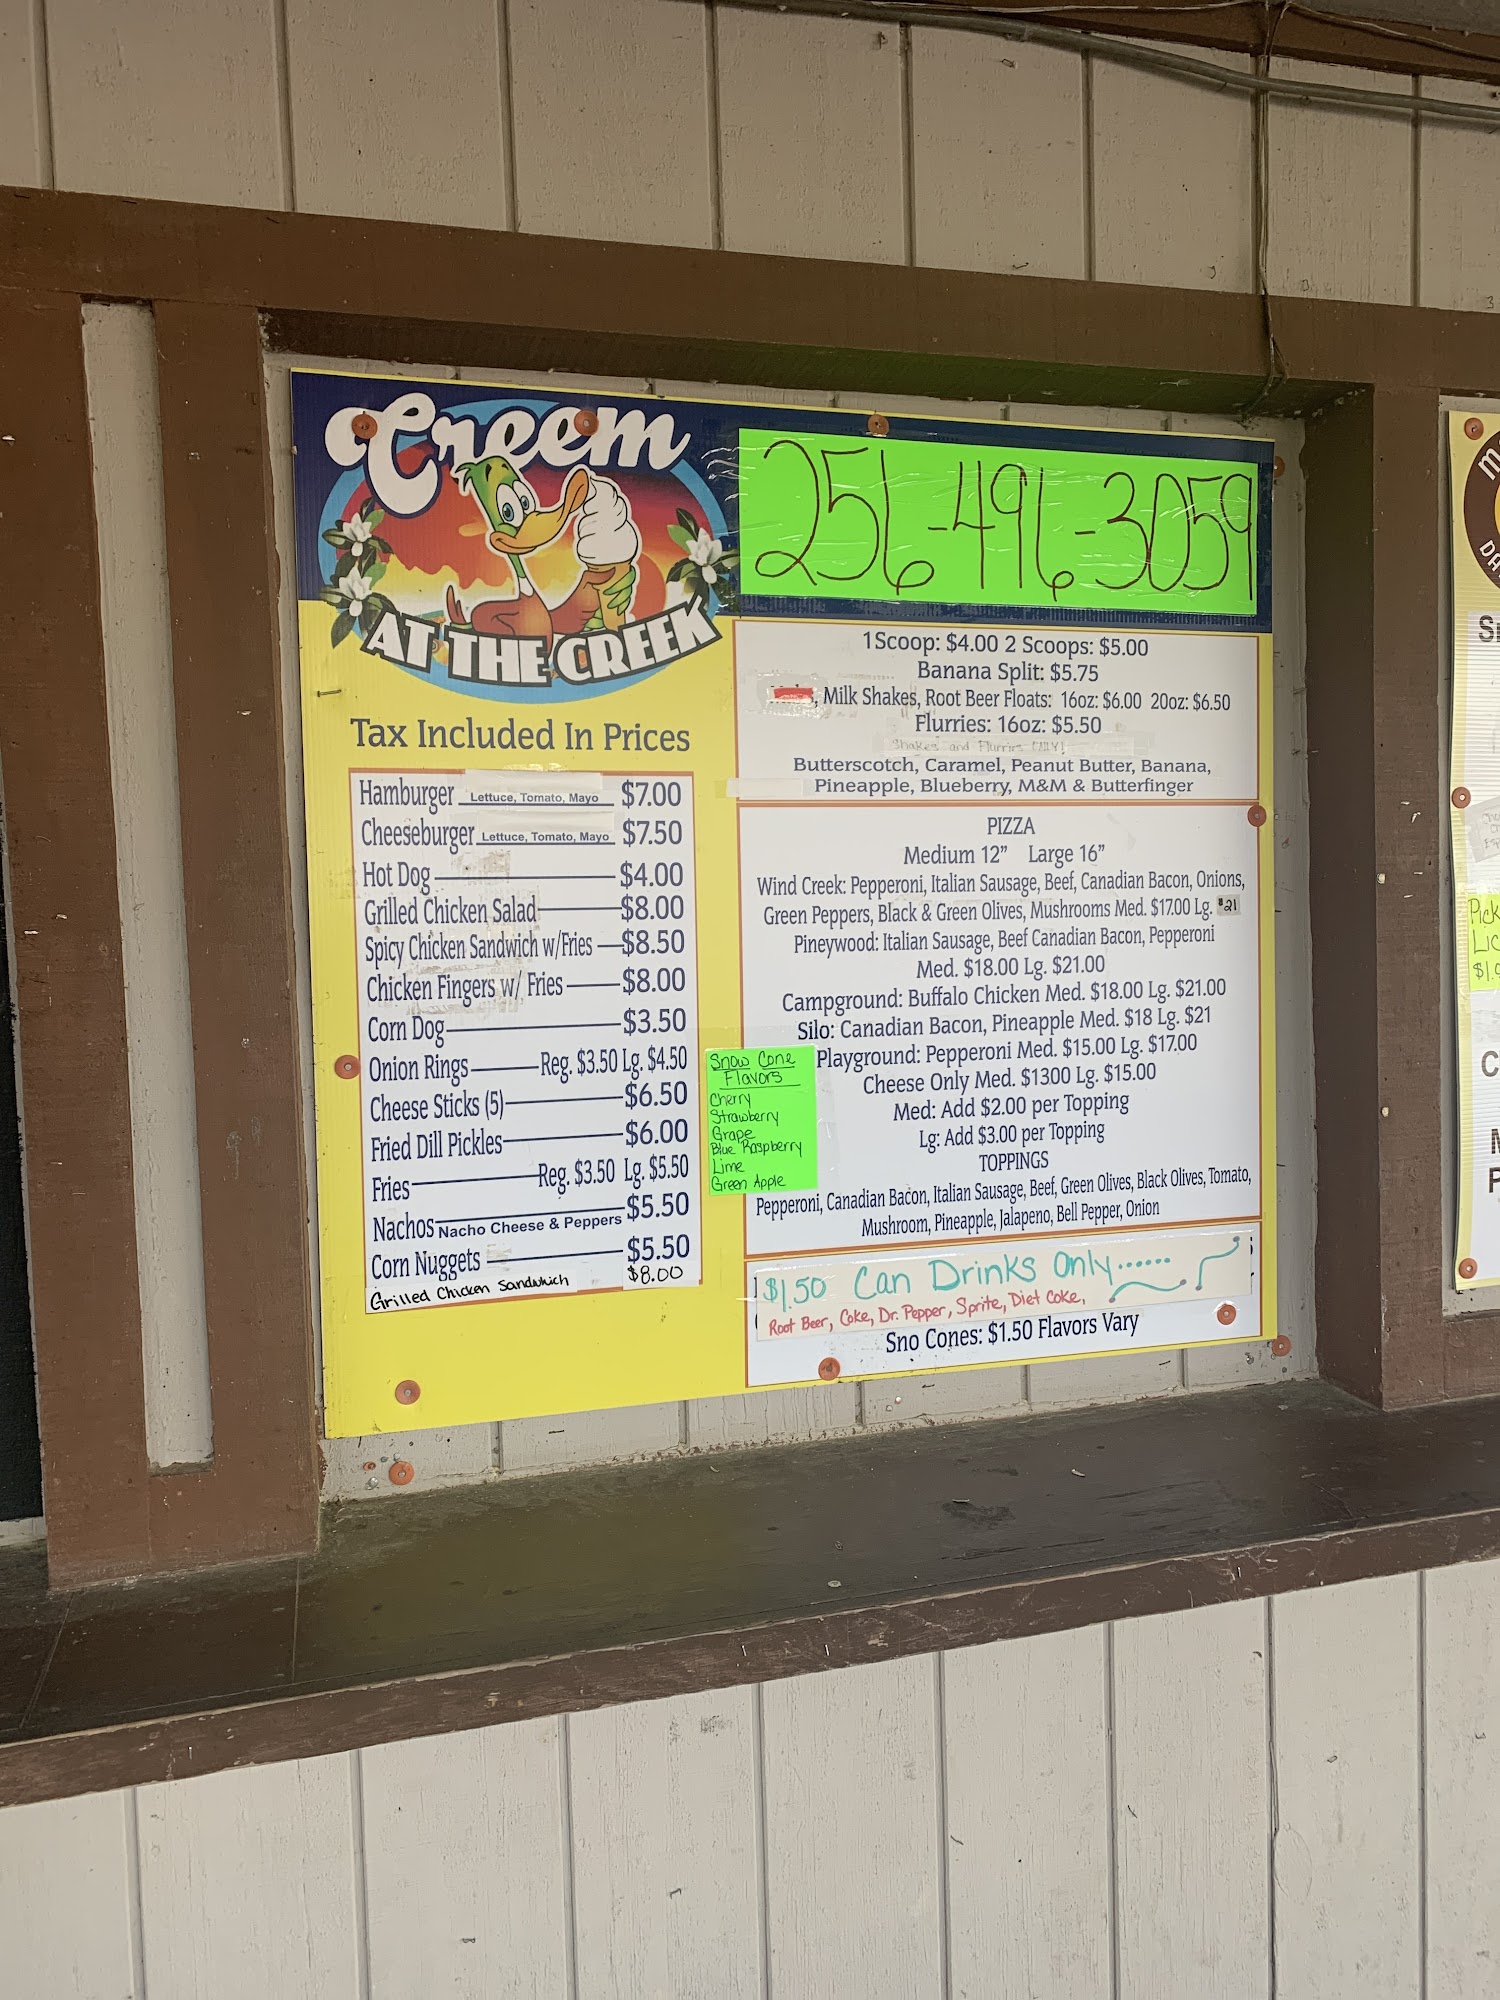 Creem
AT THE CREEK
256-496-3059
Tax Included In Prices
Hamburger Lettuce, Tomato, Mayo $7.00
Cheeseburger Lettuce, Tomato, Mayo $7.50
Hot Dog $4.00
Grilled Chicken Salad $8.00
Spicy Chicken Sandwich w/Fries $8.50
Chicken Fingers w/ Fries $8.00
Corn Dog $3.50
Onion Rings Reg. $3.50 Lg. $4.50
Cheese Sticks (5) $6.50
Fried Dill Pickles $6.00
Fries Reg. $3.50 Lg. $5.50
Nachos Nacho Cheese & Peppers $5.50
Corn Nuggets $5.50
Grilled Chicken Sandwhich $8.00
1 Scoop: $4.00 2 Scoops: $5.00
Banana Split: $5.75
, Milk Shakes, Root Beer Floats: 16oz: $6.00 20oz: $6.50
Flurries: 16oz: $5.50
Shakes and Flurries ONLY!
Butterscotch, Caramel, Peanut Butter, Banana,
Pineapple, Blueberry, M&M & Butterfinger
PIZZA
Medium 12" Large 16"
Wind Creek: Pepperoni, Italian Sausage, Beef, Canadian Bacon, Onions,
Green Peppers, Black & Green Olives, Mushrooms Med. $17.00 Lg. $21
Pineywood: Italian Sausage, Beef Canadian Bacon, Pepperoni
Med. $18.00 Lg. $21.00
Campground: Buffalo Chicken Med. $18.00 Lg. $21.00
Silo: Canadian Bacon, Pineapple Med. $18 Lg. $21
Playground: Pepperoni Med. $15.00 Lg. $17.00
Cheese Only Med. $1300 Lg. $15.00
Med: Add $2.00 per Topping
Lg: Add $3.00 per Topping
TOPPINGS
Pepperoni, Canadian Bacon, Italian Sausage, Beef, Green Olives, Black Olives, Tomato,
Mushroom, Pineapple, Jalapeno, Bell Pepper, Onion
Snow Cone
Flavors
Cherry
Strawberry
Grape
Blue Raspberry
Lime
Green Apple
$1.50 Can Drinks Only......
Root Beer, Coke, Dr. Pepper, Sprite, Diet Coke,
Sno Cones: $1.50 Flavors Vary